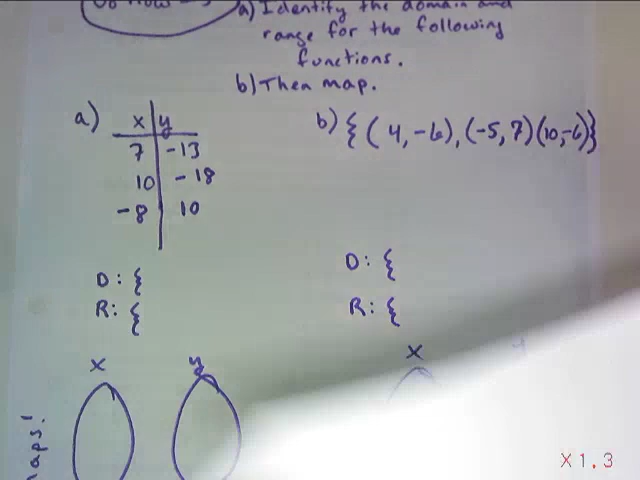 a) Identify the domain and
range for the following
functions.
b) Then map.
a)
x y
7 -13
10 -18
-8 10
D: {
R: {
x y
b) {(4, -6), (-5, 7)(10, -6)}
D: {
R: {
x
X1.3